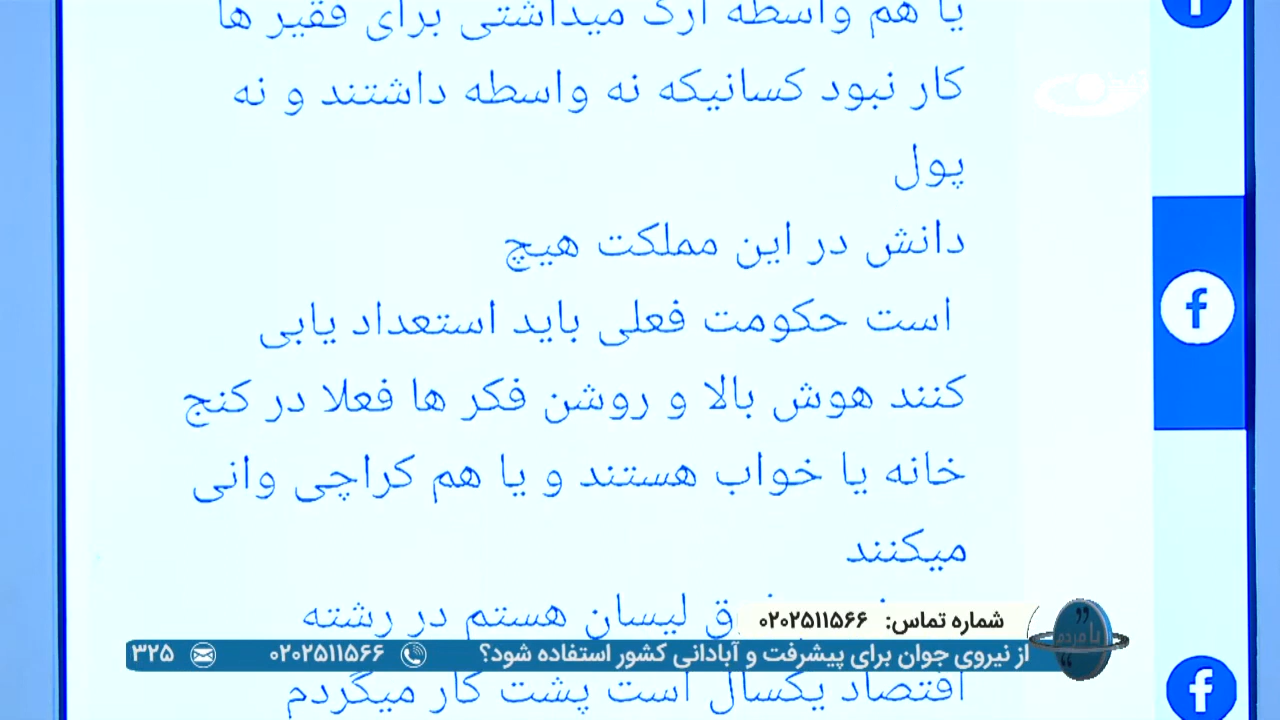 یا هم واسطه ارگ میداشتی برای فقیر ها
کار نبود کسانیکه نه واسطه داشتند و نه
پول
دانش در این مملکت هیچ
است حکومت فعلی باید استعداد یابی
کنند هوش بالا و روشن فکر ها فعلا در کنج
خانه یا خواب هستند و یا هم کراچی وانی
میکنند
لیسان هستم در رشته
اقتصاد یکسال است پشت کار میگردم
شماره تماس: ۰۲۰۲۵۱۱۵۶۶
از نیروی جوان برای پیشرفت و آبادانی کشور استفاده شود؟ ۰۲۰۲۵۱۱۵۶۶ ۳۲۵
با مردم